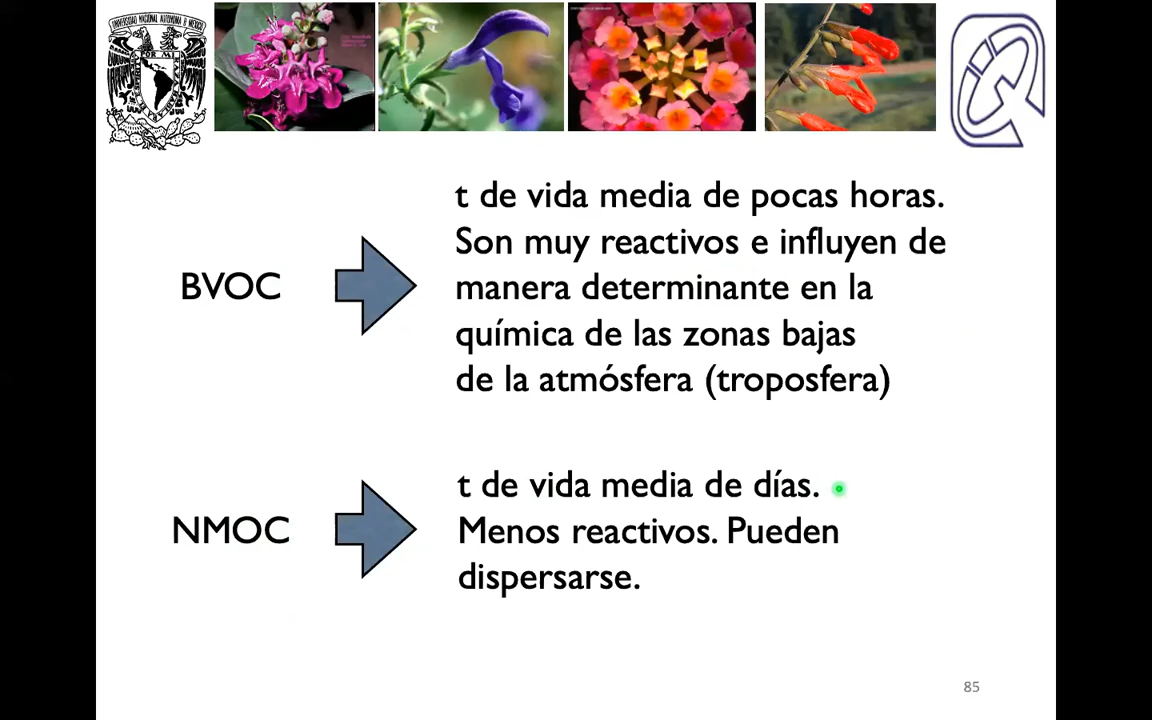 t de vida media de pocas horas.
Son muy reactivos e influyen de
BVOC
manera determinante en la
química de las zonas bajas
de la atmósfera (troposfera)
t de vida media de días.
NMOC
Menos reactivos. Pueden
dispersarse.
85